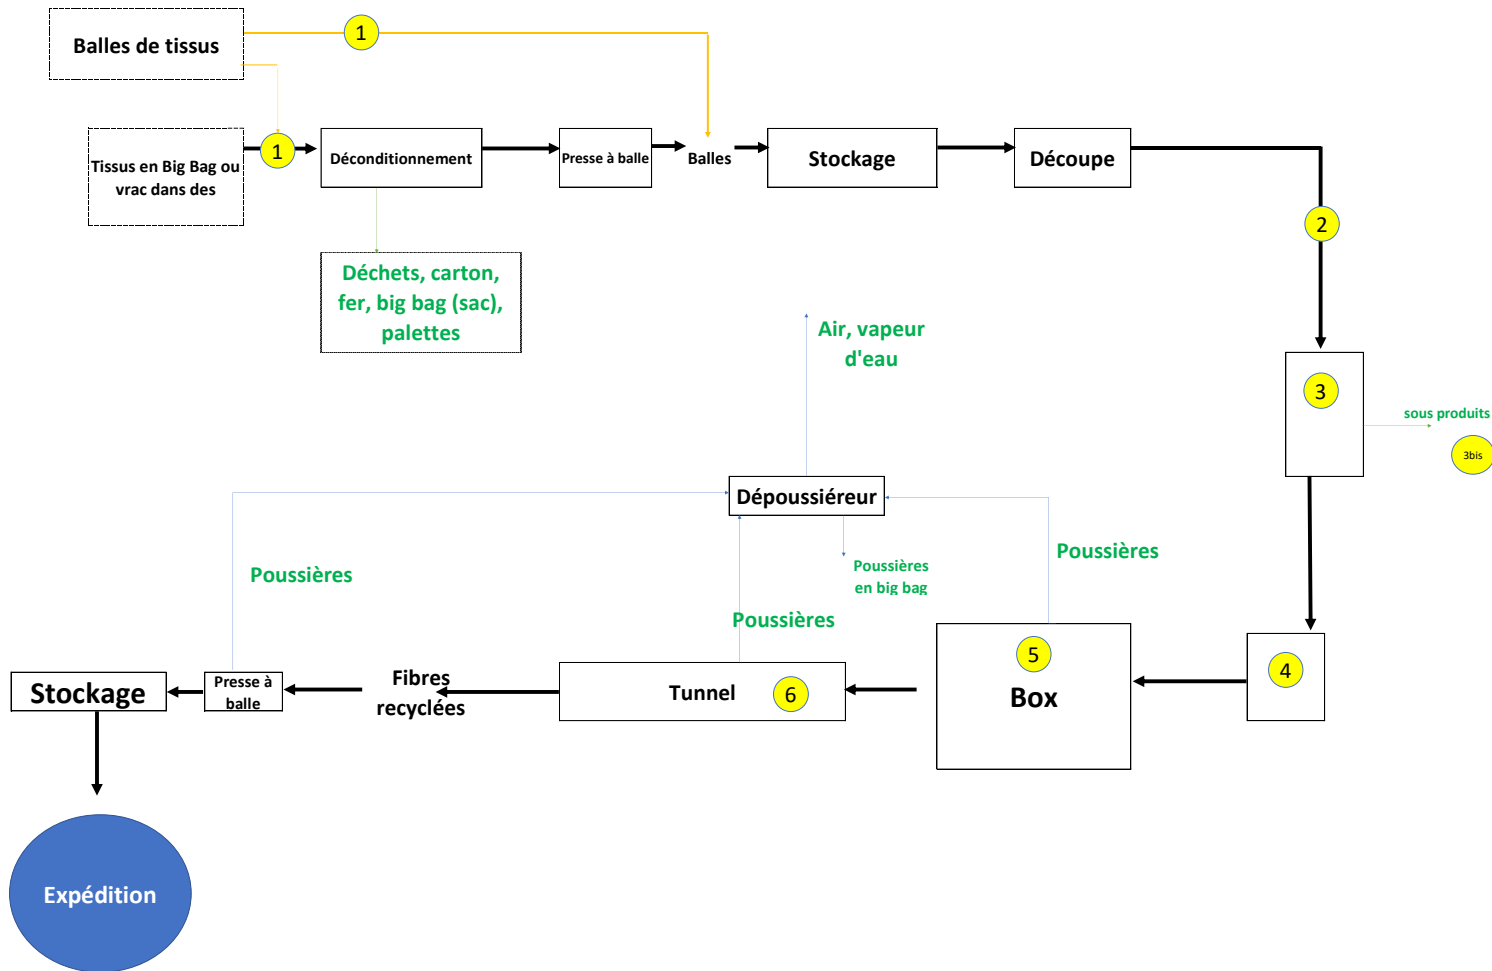 Balles de tissus
1
1
Tissus en Big Bag ou
vrac dans des
Déconditionnement
Presse à balle
Balles
Stockage
Découpe
2
Déchets, carton,
fer, big bag (sac),
palettes
Air, vapeur
d'eau
3
sous produits
3bis
Dépoussiéreur
Poussières
Poussières
en big bag
Poussières
Poussières
4
5
Box
Tunnel
6
Fibres
recyclées
Presse à
balle
Stockage
Expédition